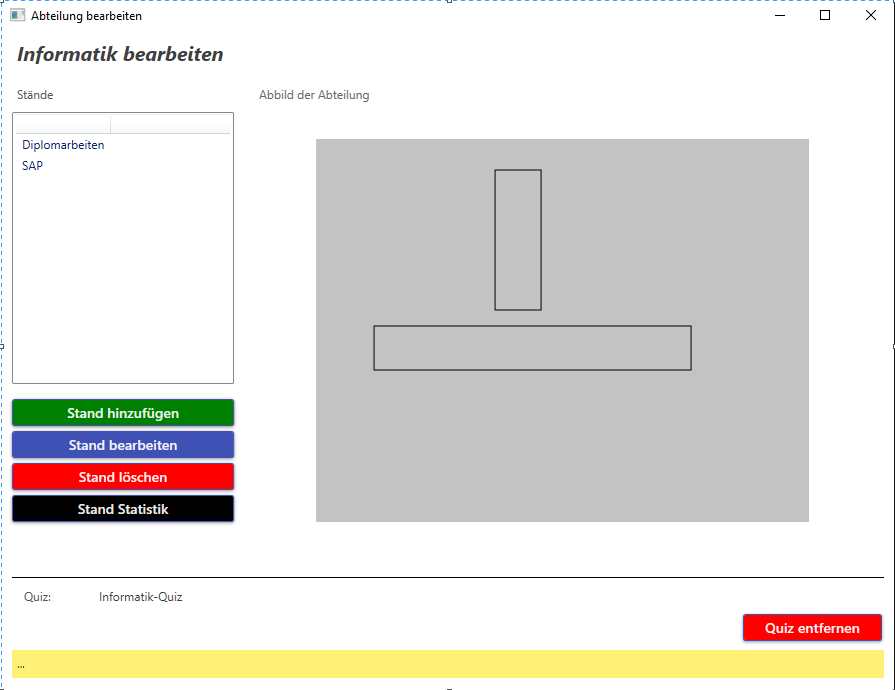 Abteilung bearbeiten
Informatik bearbeiten
Stände
Abbild der Abteilung
Diplomarbeiten
SAP
Stand hinzufügen
Stand bearbeiten
Stand löschen
Stand Statistik
Quiz: Informatik-Quiz
Quiz entfernen
...